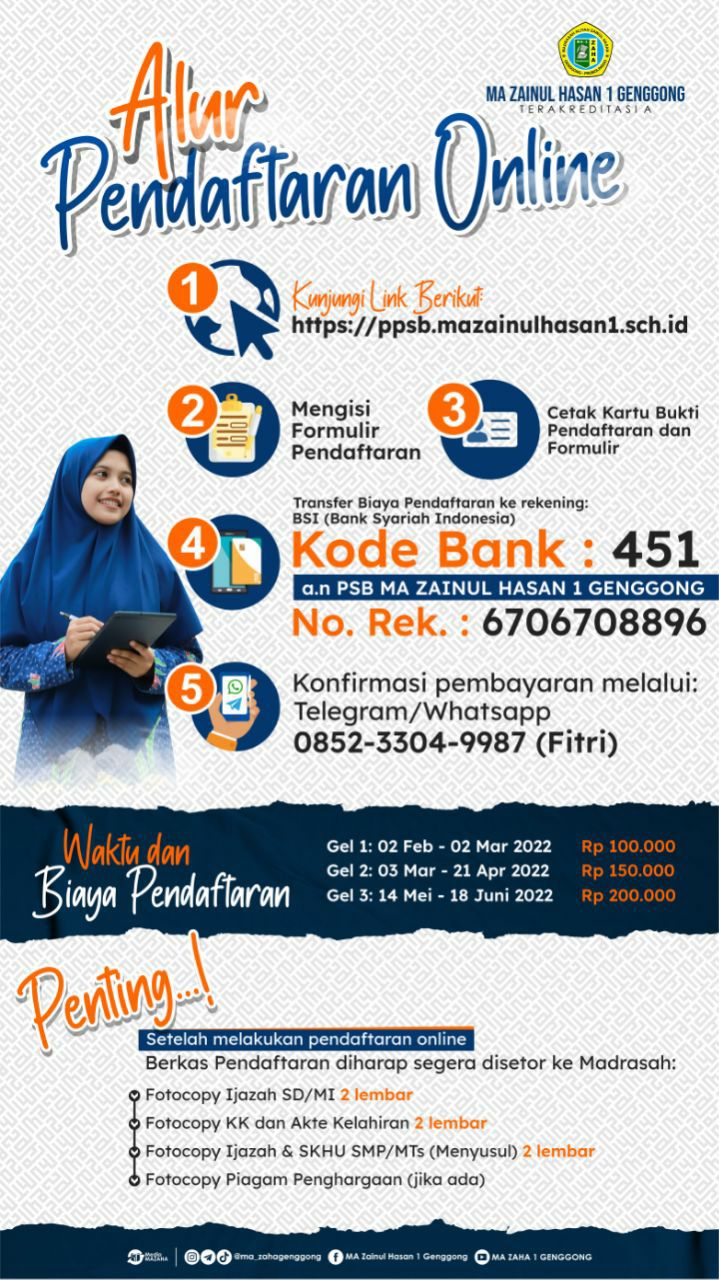 MA ZAINUL HASAN 1 GENGGONG
TERAKREDITASI A
Alur
Pendaftaran Online
1
Kunjungi Link Berikut:
https://ppsb.mazainulhasan1.sch.id
2
Mengisi
Formulir
Pendaftaran
3
Cetak Kartu Bukti
Pendaftaran dan
Formulir
4
Transfer Biaya Pendaftaran ke rekening:
BSI (Bank Syariah Indonesia)
Kode Bank : 451
a.n PSB MA ZAINUL HASAN 1 GENGGONG
No. Rek. : 6706708896
5
Konfirmasi pembayaran melalui:
Telegram/Whatsapp
0852-3304-9987 (Fitri)
Waktu dan
Biaya Pendaftaran
Gel 1: 02 Feb - 02 Mar 2022 Rp 100.000
Gel 2: 03 Mar - 21 Apr 2022 Rp 150.000
Gel 3: 14 Mei - 18 Juni 2022 Rp 200.000
Penting...!
Setelah melakukan pendaftaran online
Berkas Pendaftaran diharap segera disetor ke Madrasah:
Fotocopy Ijazah SD/MI 2 lembar
Fotocopy KK dan Akte Kelahiran 2 lembar
Fotocopy Ijazah & SKHU SMP/MTs (Menyusul) 2 lembar
Fotocopy Piagam Penghargaan (jika ada)
Media MAZAHA @ma_zahagenggong MA Zainul Hasan 1 Genggong MA ZAHA 1 GENGGONG